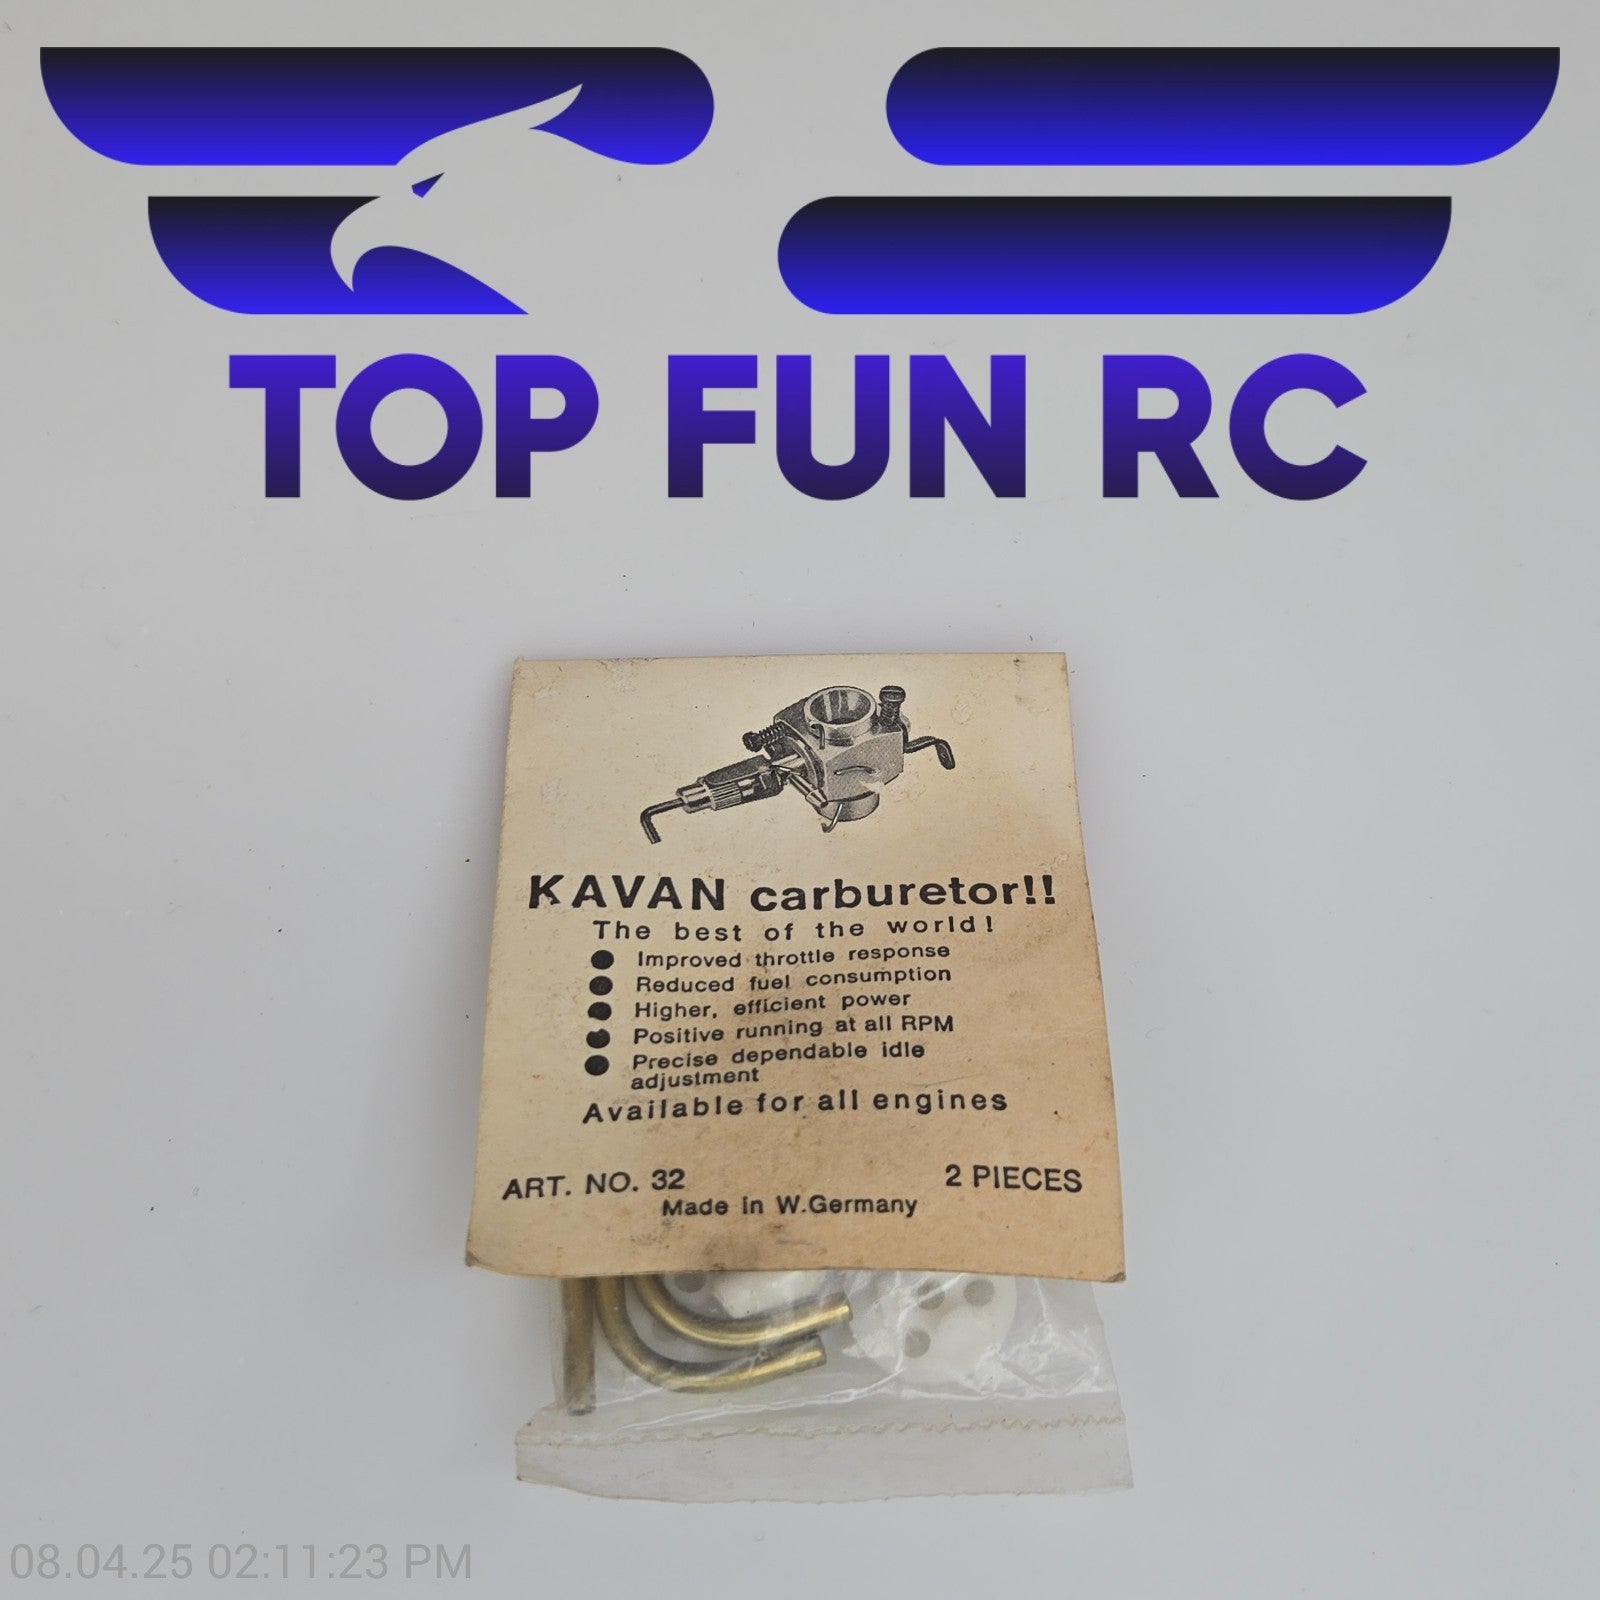 TOP FUN RC
KAVAN carburetor!!
The best of the world!
● Improved throttle response
● Reduced fuel consumption
● Higher, efficient power
● Positive running at all RPM
● Precise dependable idle
adjustment
Available for all engines
ART. NO. 32 2 PIECES
Made in W.Germany
08.04.25 02:11:23 PM